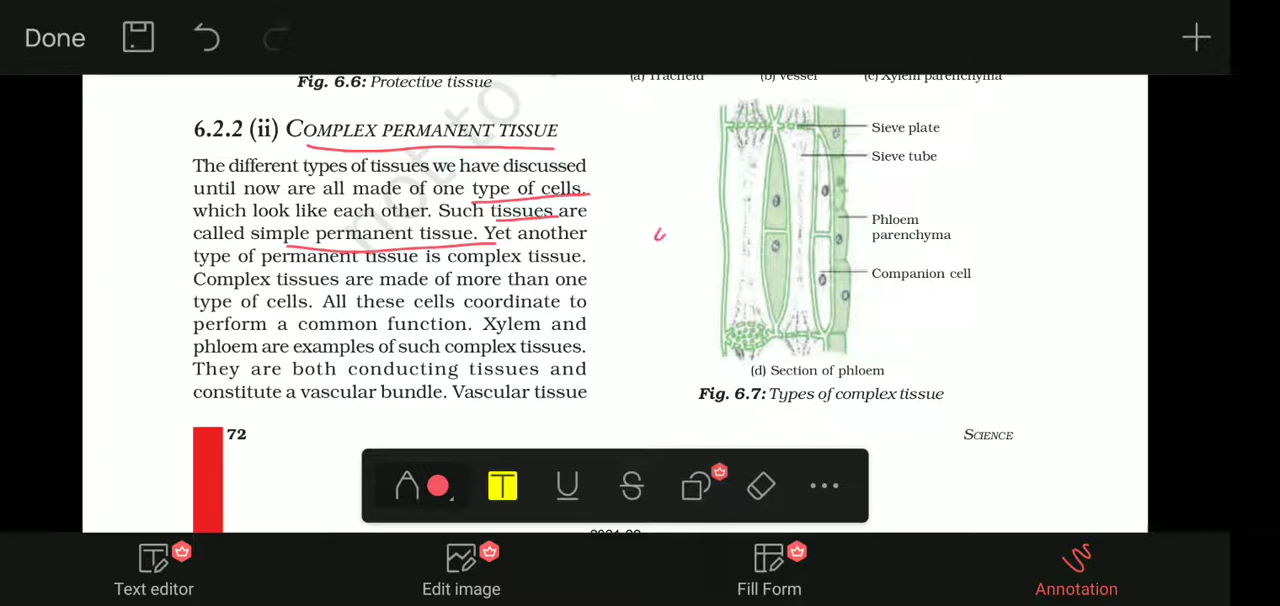 Done
Fig. 6.6: Protective tissue
(a) Tracheid (b) Vessel (c) Xylem parenchyma
6.2.2 (ii) COMPLEX PERMANENT TISSUE
The different types of tissues we have discussed
until now are all made of one type of cells,
which look like each other. Such tissues are
called simple permanent tissue. Yet another
type of permanent tissue is complex tissue.
Complex tissues are made of more than one
type of cells. All these cells coordinate to
perform a common function. Xylem and
phloem are examples of such complex tissues.
They are both conducting tissues and
constitute a vascular bundle. Vascular tissue
not to
Sieve plate
Sieve tube
Phloem
parenchyma
Companion cell
(d) Section of phloem
Fig. 6.7: Types of complex tissue
72
SCIENCE
T
U
S
Text editor
Edit image
Fill Form
Annotation